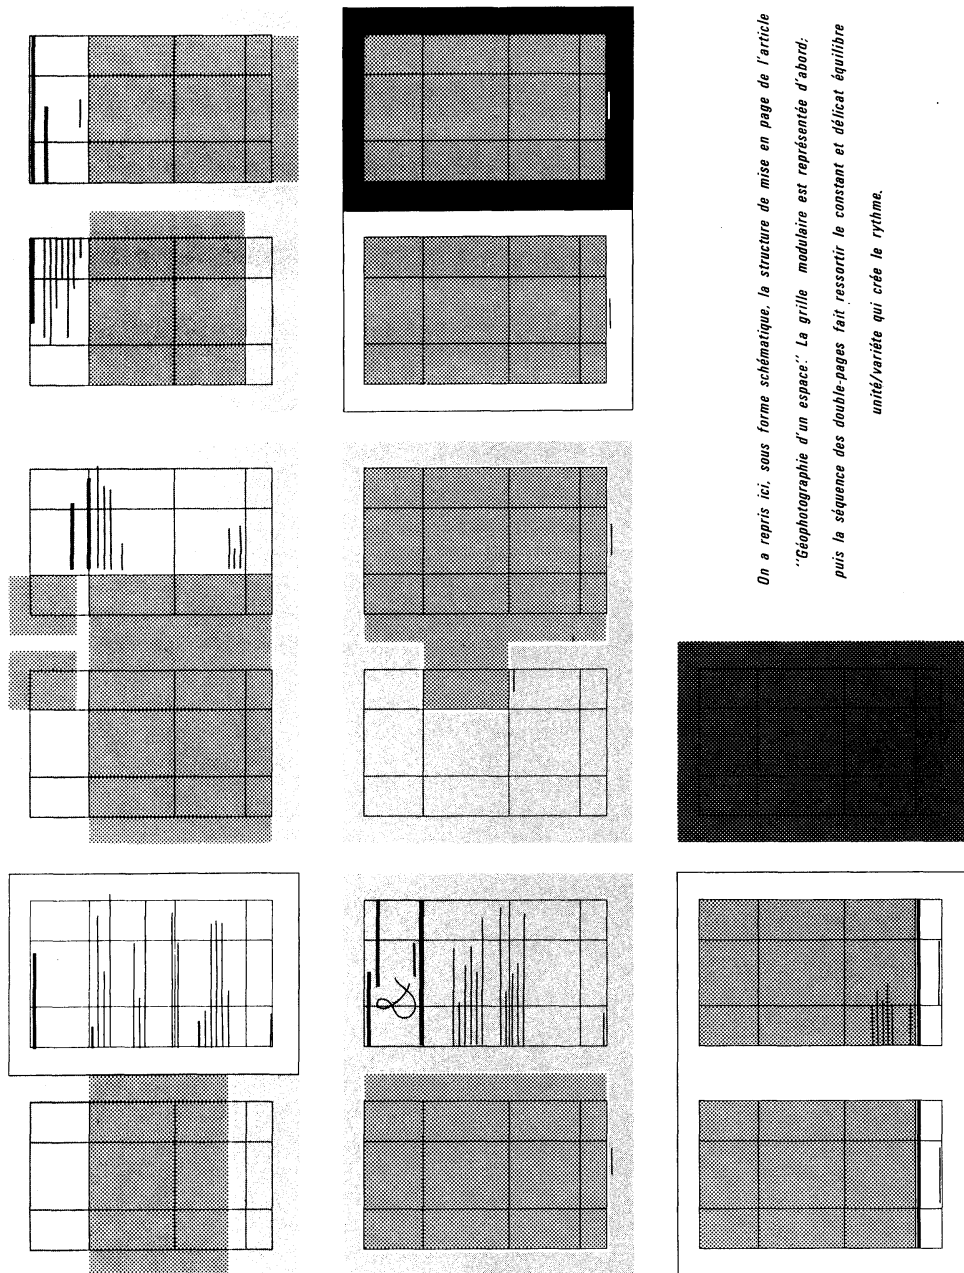 On a repris ici, sous forme schématique, la structure de mise en page de l'article
"Géophotographie d'un espace." La grille modulaire est représentée d'abord;
puis la séquence des double-pages fait ressortir le constant et délicat équilibre
unité/variéte qui crée le rythme.
&